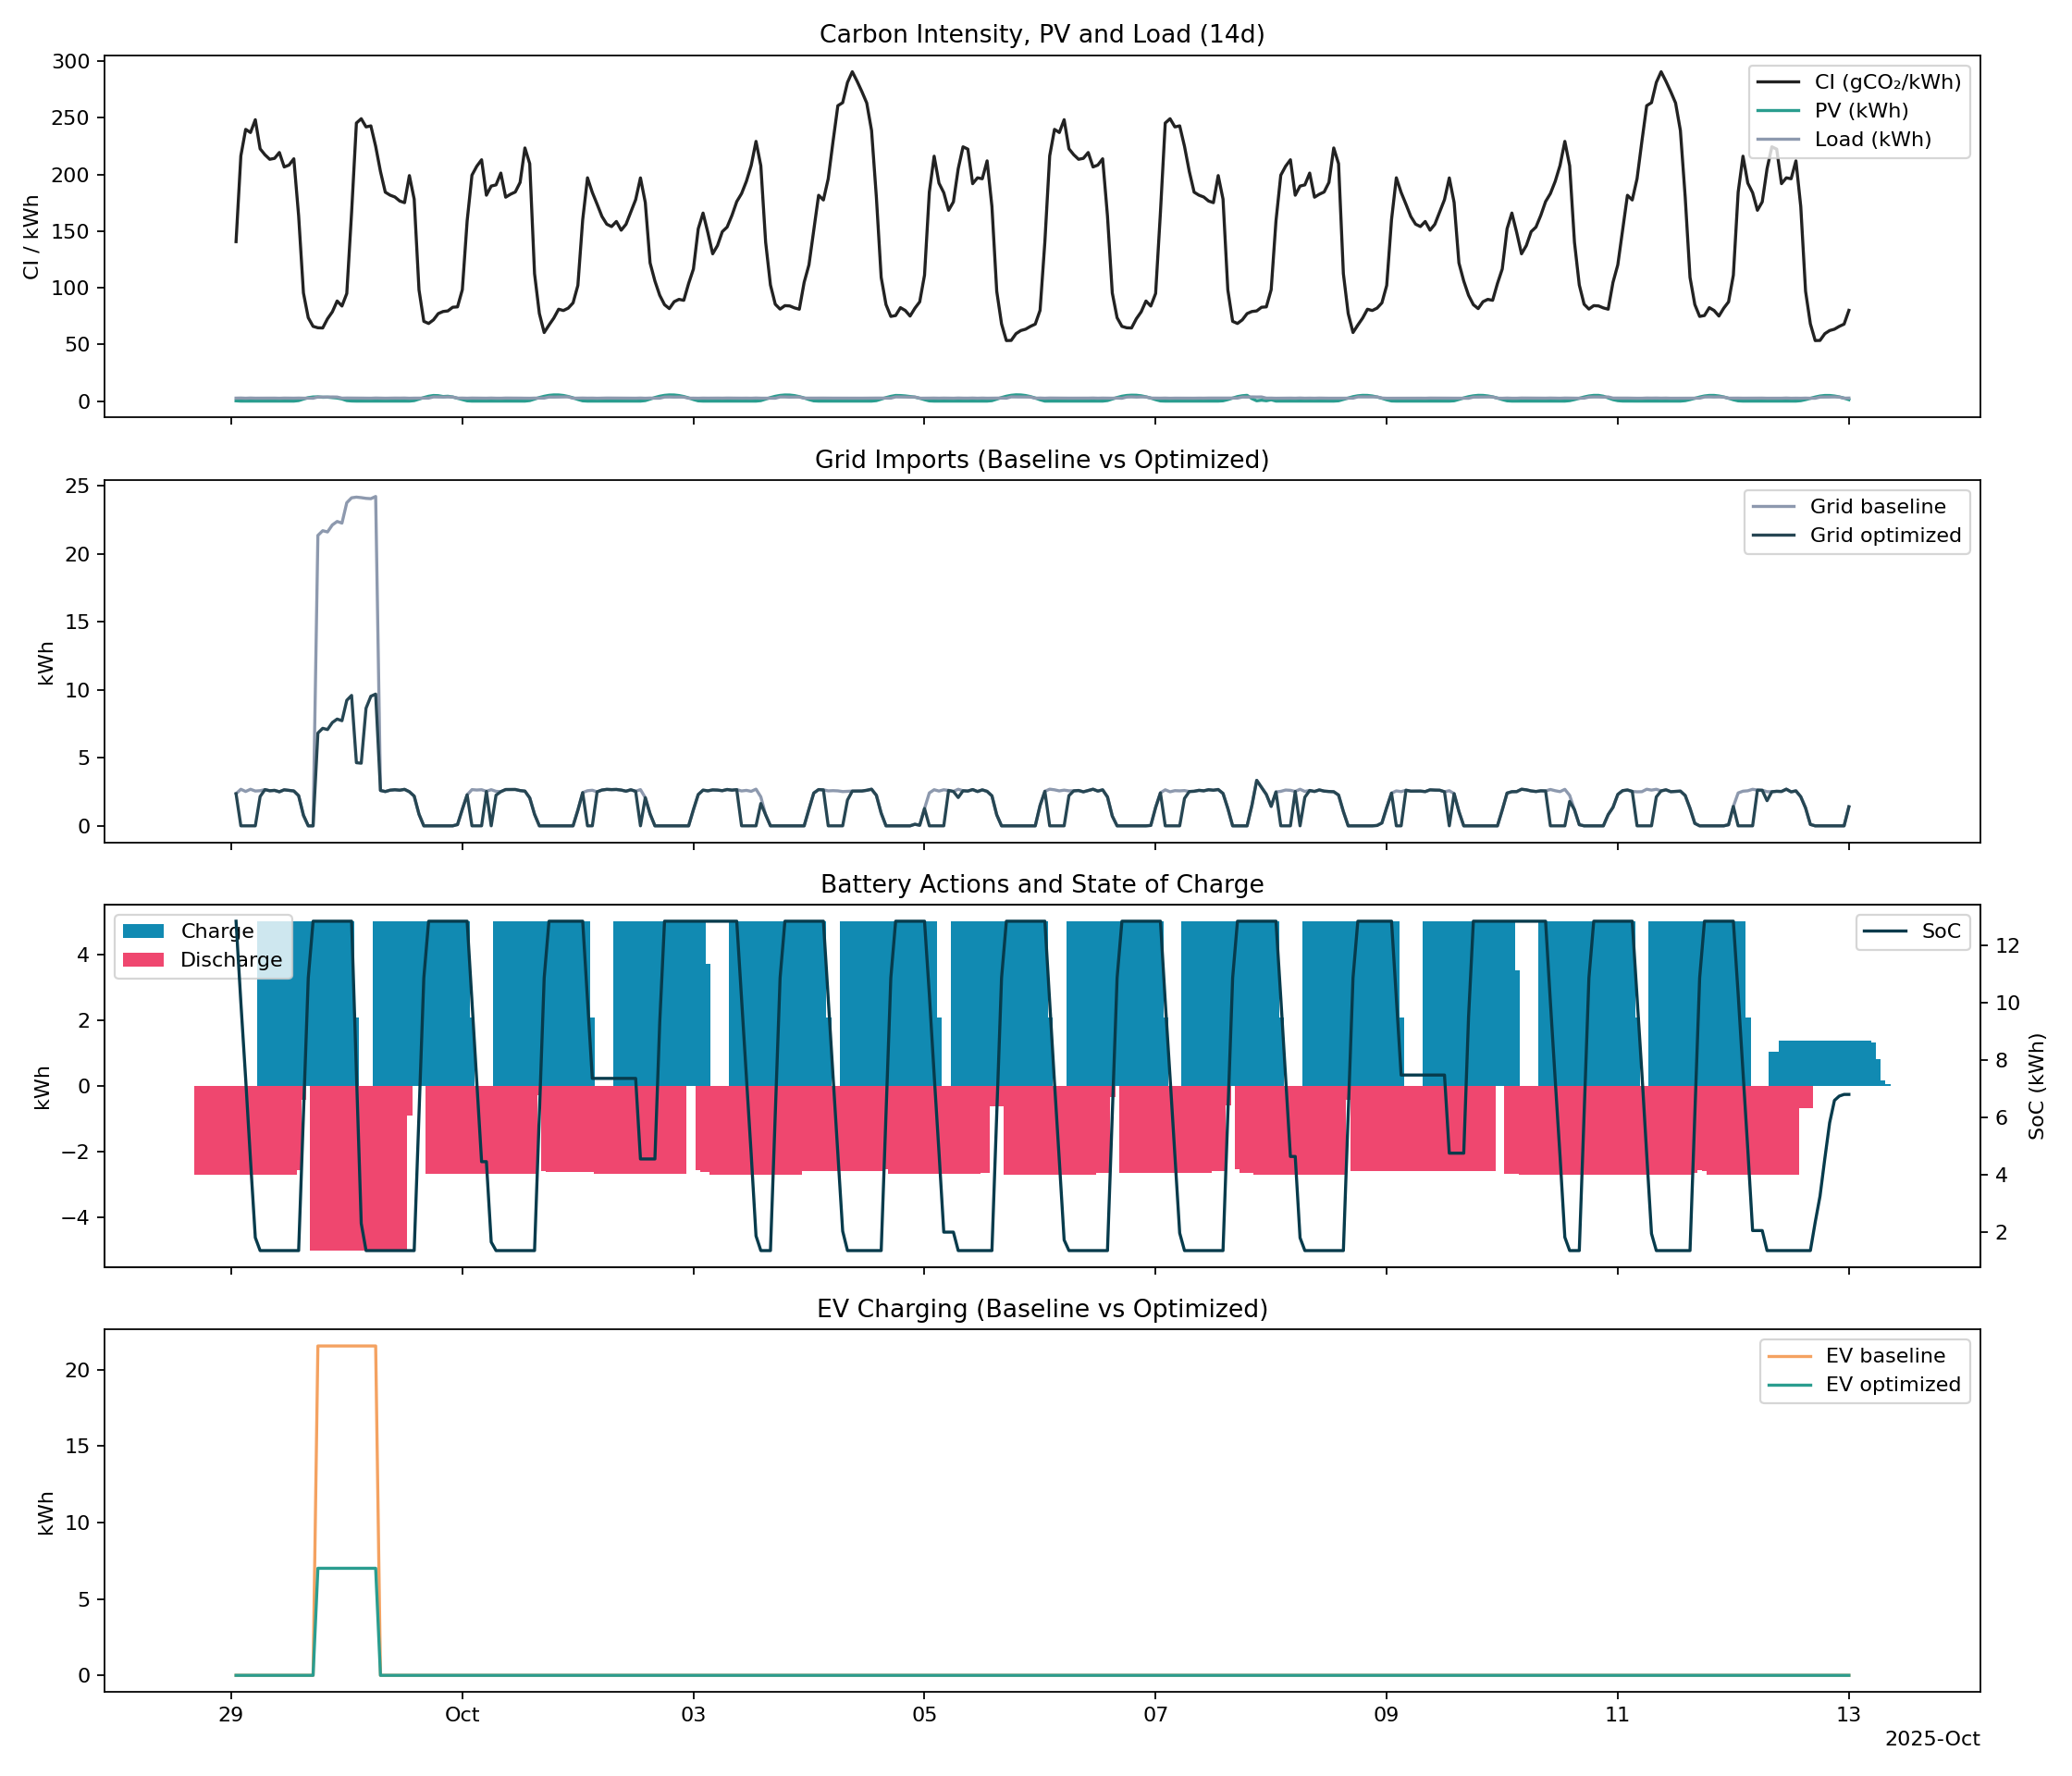 Carbon Intensity, PV and Load (14d)
300
250
200
150
100
50
0
CI / kWh
CI (gCO₂/kWh)
PV (kWh)
Load (kWh)
Grid Imports (Baseline vs Optimized)
25
20
15
10
5
0
kWh
Grid baseline
Grid optimized
Battery Actions and State of Charge
4
2
0
−2
−4
kWh
Charge
Discharge
SoC
12
10
8
6
4
2
SoC (kWh)
EV Charging (Baseline vs Optimized)
20
15
10
5
0
kWh
EV baseline
EV optimized
29
Oct
03
05
07
09
11
13
2025-Oct